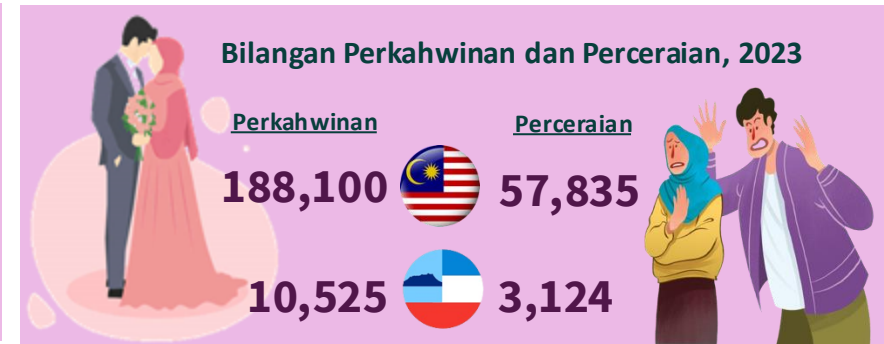 Bilangan Perkahwinan dan Perceraian, 2023
Perkahwinan Perceraian
188,100 57,835
10,525 3,124